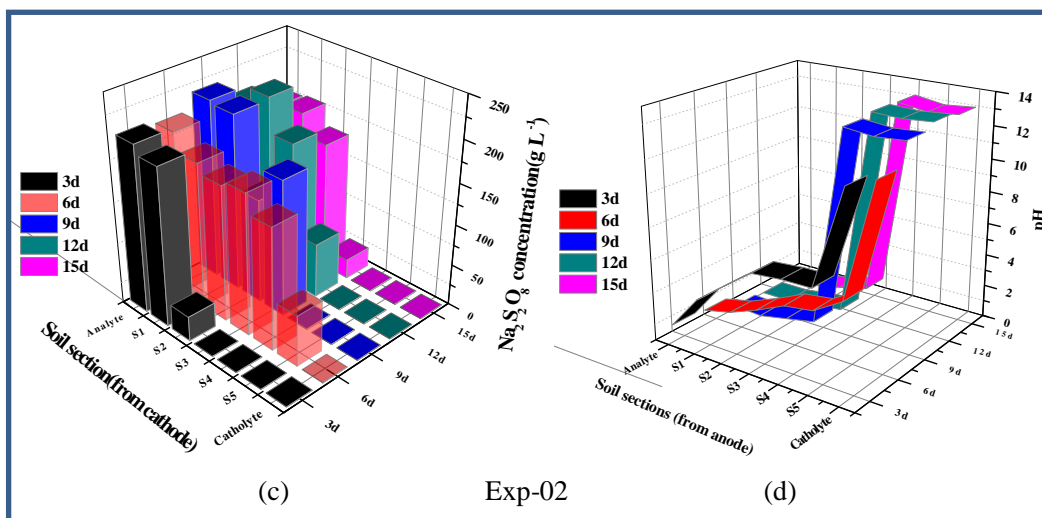 250
200
150
100
50
0
Na2S2O8 concentration(g L-1)
3d
6d
9d
12d
15d
Analyte
S1
S2
S3
S4
S5
Catholyte
Soil section(from cathode)
3d
6d
9d
12d
15d
(c)
Exp-02
14
12
10
8
6
4
2
0
pH
3d
6d
9d
12d
15d
Analyte
S1
S2
S3
S4
S5
Catholyte
Soil sections (from anode)
3d
6d
9d
12d
15d
(d)